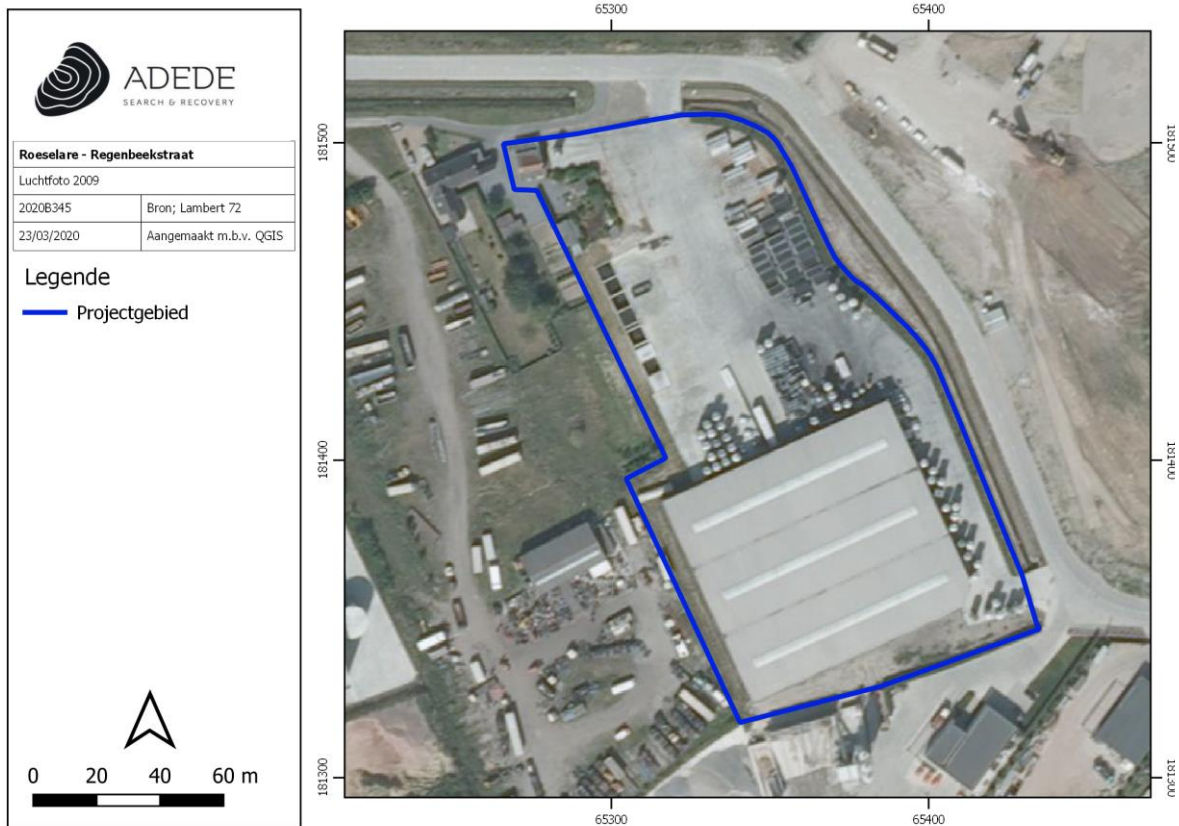 ADEDE
SEARCH & RECOVERY
Roeselare - Regenbeekstraat
Luchtfoto 2009
2020B345 Bron; Lambert 72
23/03/2020 Aangemaakt m.b.v. QGIS
Legende
Projectgebied
0 20 40 60 m
65300 65400
181500 181500
181400 181400
181300 181300
65300 65400